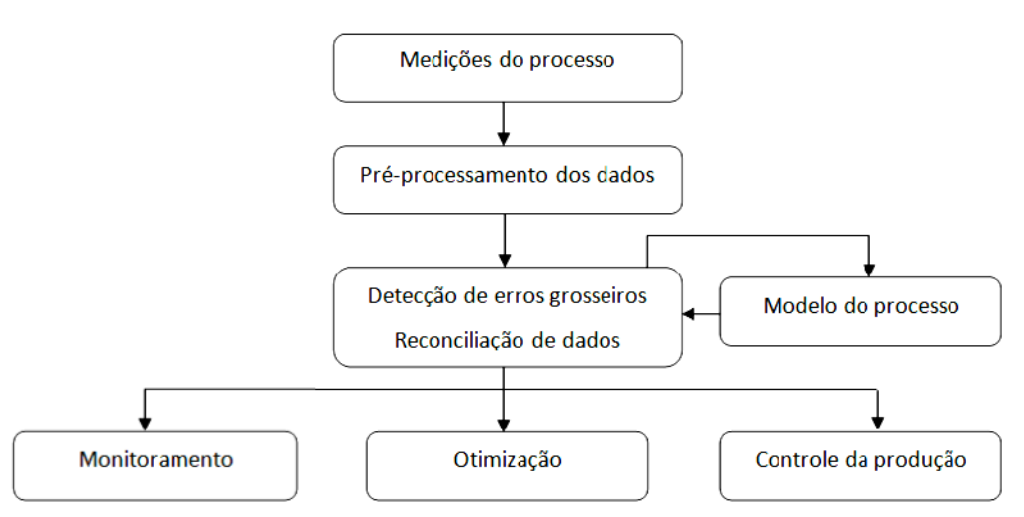 Medições do processo
Pré-processamento dos dados
Detecção de erros grosseiros
Reconciliação de dados
Modelo do processo
Monitoramento
Otimização
Controle da produção